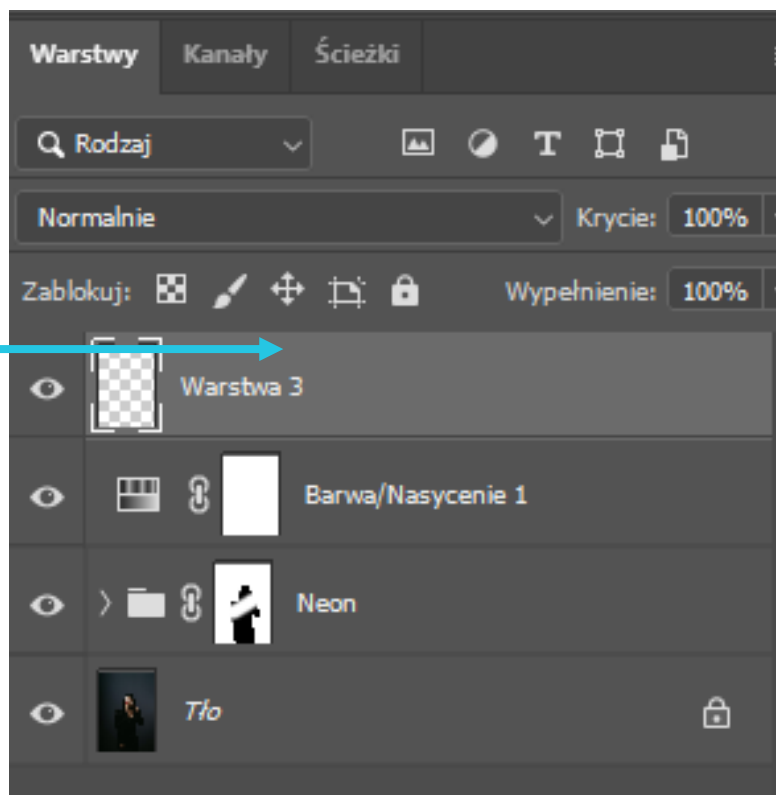 Warstwy Kanały Ścieżki
Rodzaj T
Normalnie Krycie: 100%
Zablokuj: Wypełnienie: 100%
Warstwa 3
Barwa/Nasycenie 1
Neon
Tło